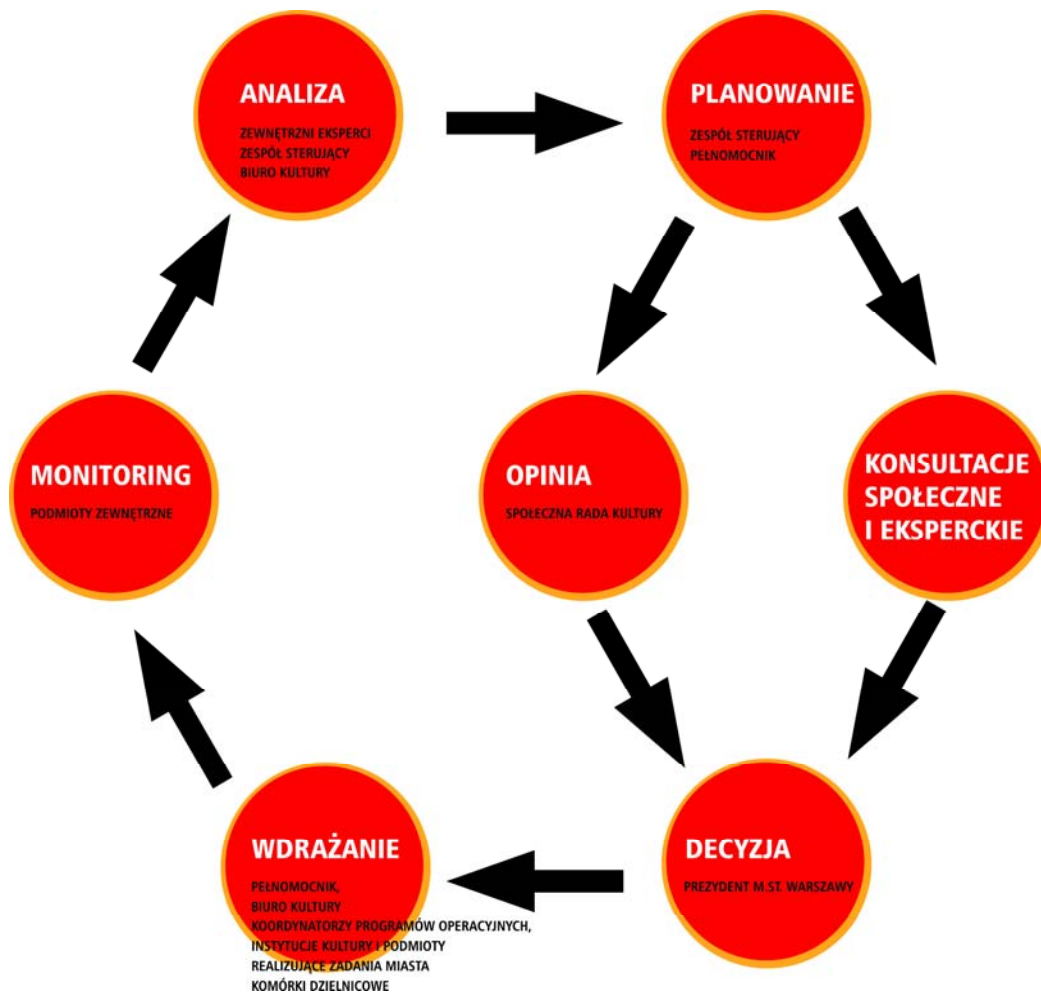 ANALIZA
ZEWNĘTRZNI EKSPERCI
ZESPÓŁ STERUJĄCY
BIURO KULTURY
PLANOWANIE
ZESPÓŁ STERUJĄCY
PEŁNOMOCNIK
MONITORING
PODMIOTY ZEWNĘTRZNE
OPINIA
SPOŁECZNA RADA KULTURY
KONSULTACJE
SPOŁECZNE
I EKSPERCKIE
WDRAŻANIE
PEŁNOMOCNIK,
BIURO KULTURY
KOORDYNATORZY PROGRAMÓW OPERACYJNYCH,
INSTYTUCJE KULTURY I PODMIOTY
REALIZUJĄCE ZADANIA MIASTA
KOMÓRKI DZIELNICOWE
DECYZJA
PREZYDENT M.ST. WARSZAWY